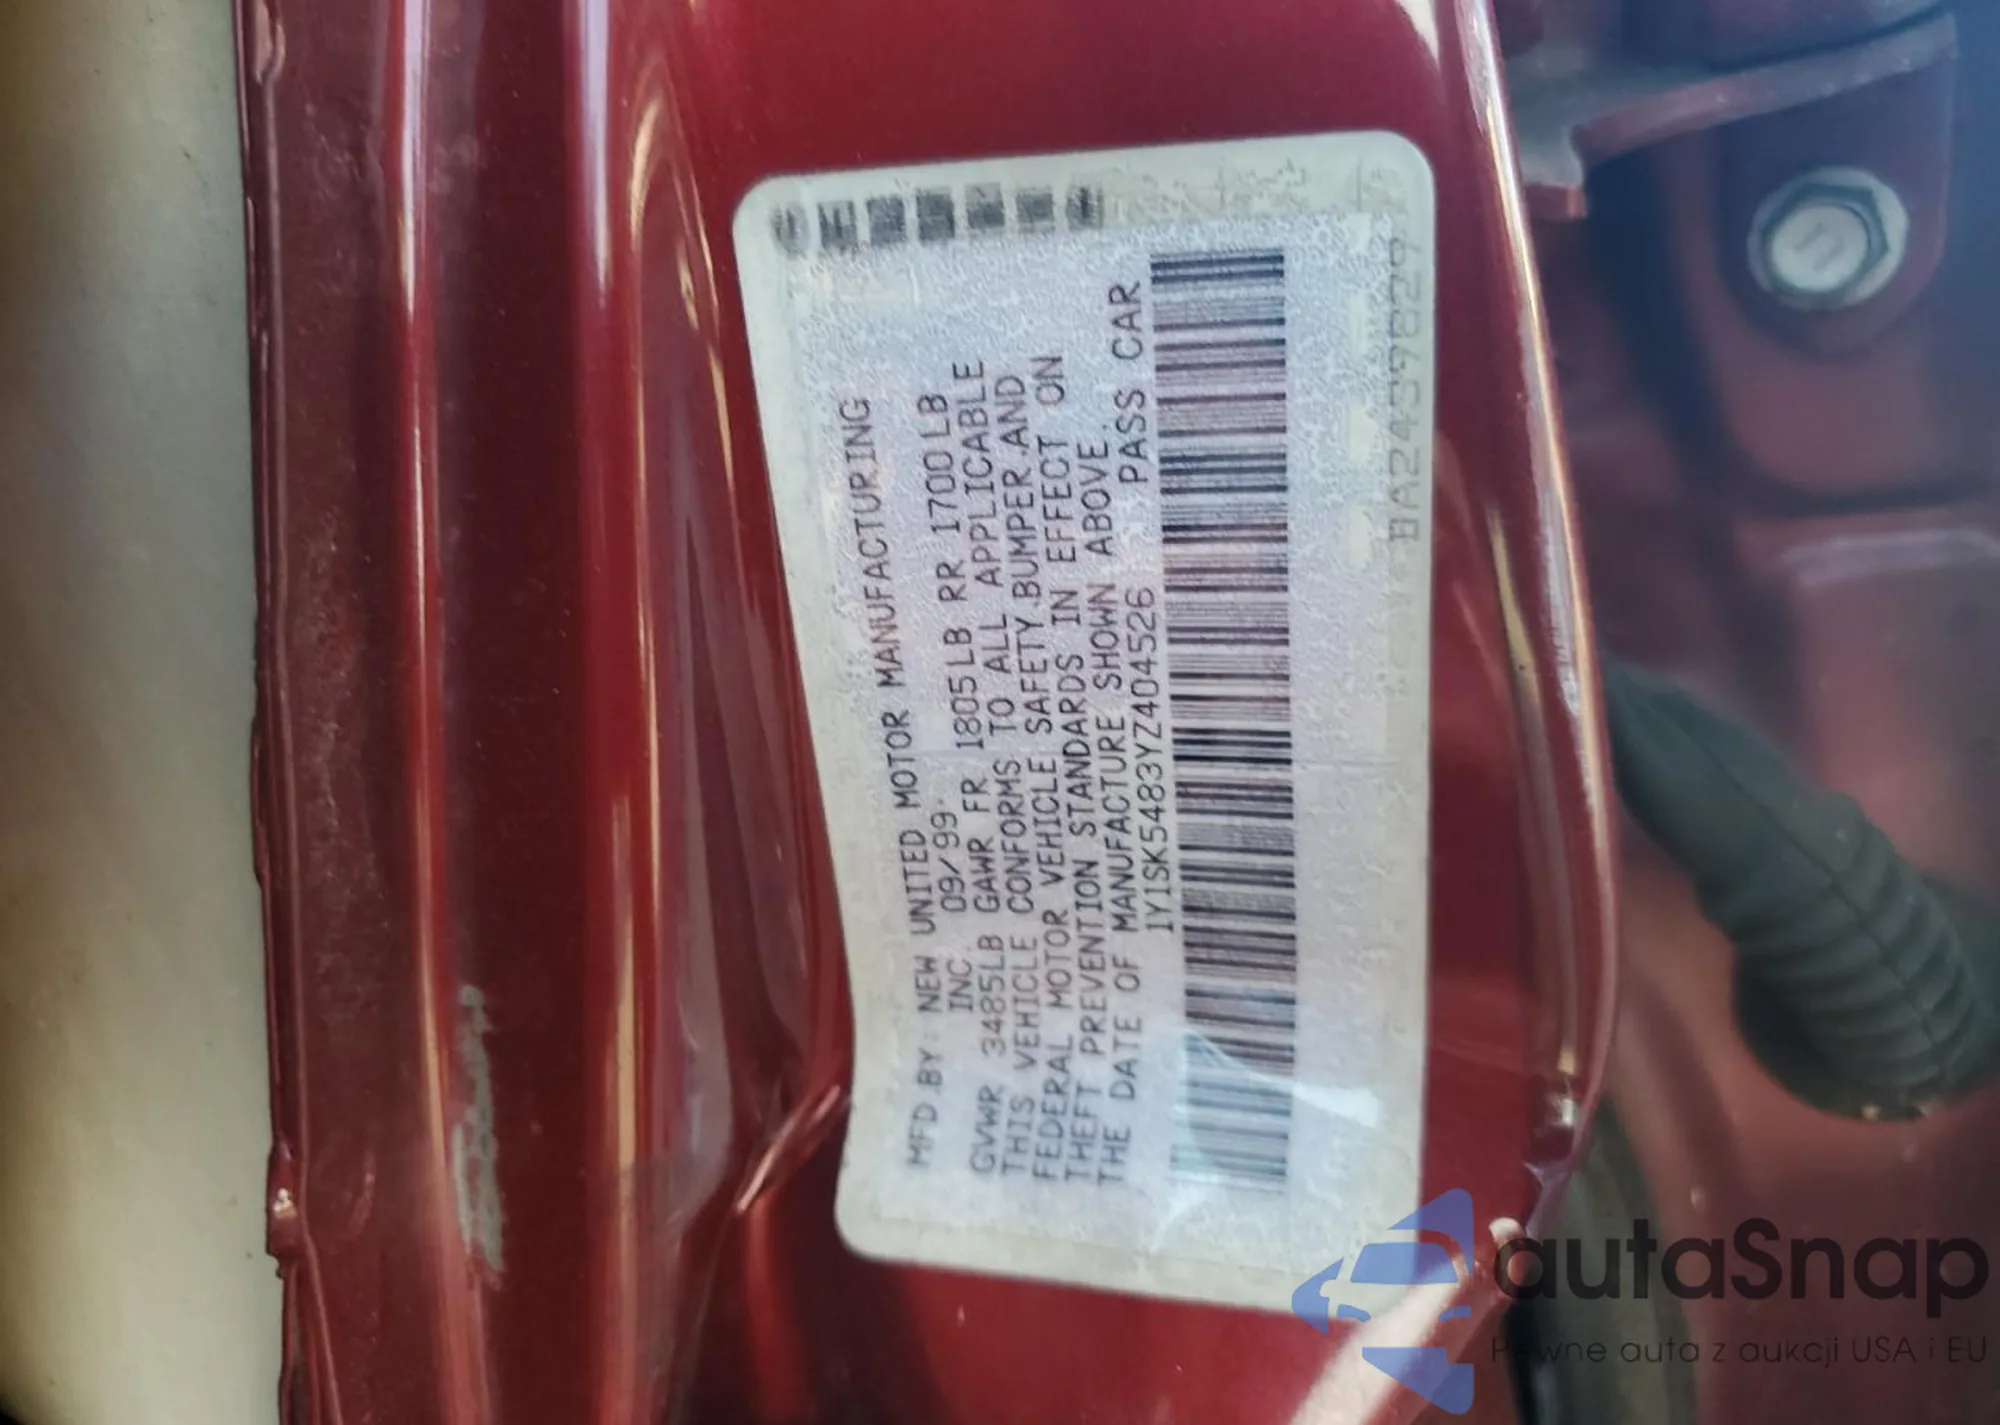 MFD.BY: NEW UNITED MOTOR MANUFACTURING
INC. 09/99.
GVWR 3485LB GAWR FR 1805LB RR 1700LB
THIS VEHICLE CONFORMS TO ALL APPLICABLE
FEDERAL MOTOR VEHICLE SAFETY.BUMPER.AND
THEFT PREVENTION STANDARDS IN EFFECT ON
THE DATE OF MANUFACTURE SHOWN ABOVE.
1Y1SK5483YZ404526 PASS CAR
BA24S9B229
autaSnap
Pewne auta z aukcji USA i EU